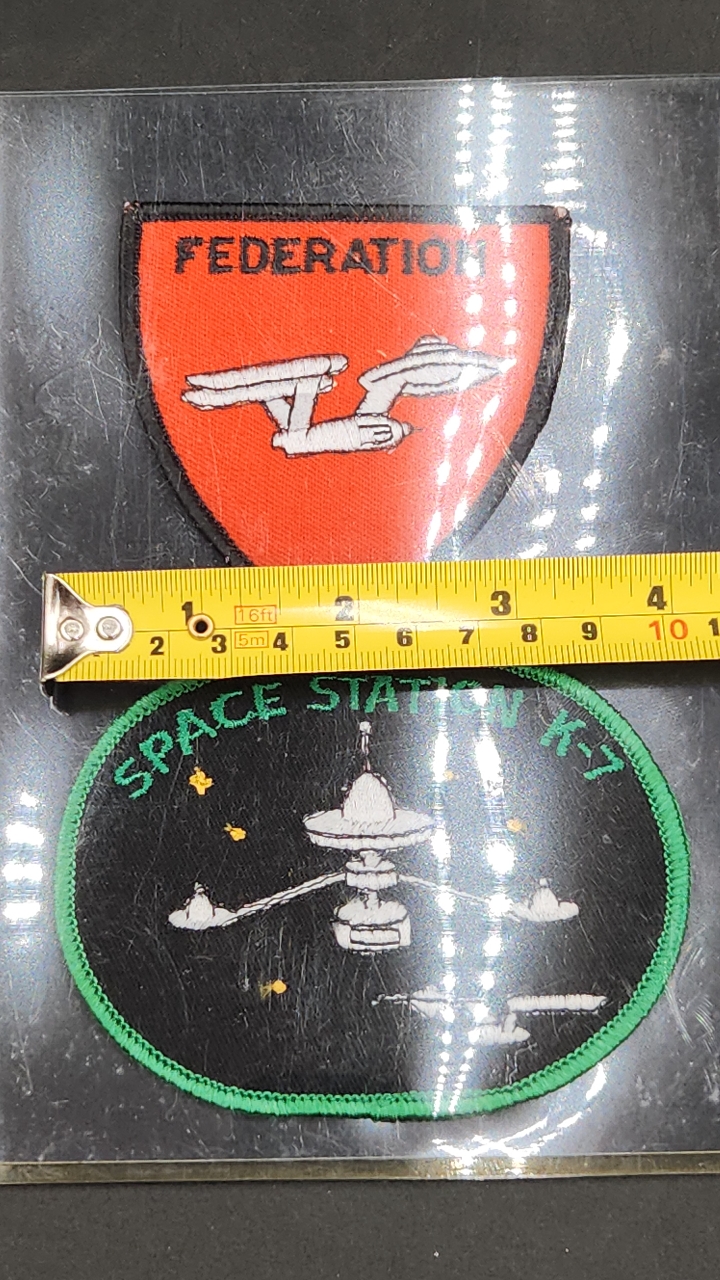 FEDERATION
1 16ft 2 3 4
2 3 5m 4 5 6 7 8 9 10
SPACE STATION K-7